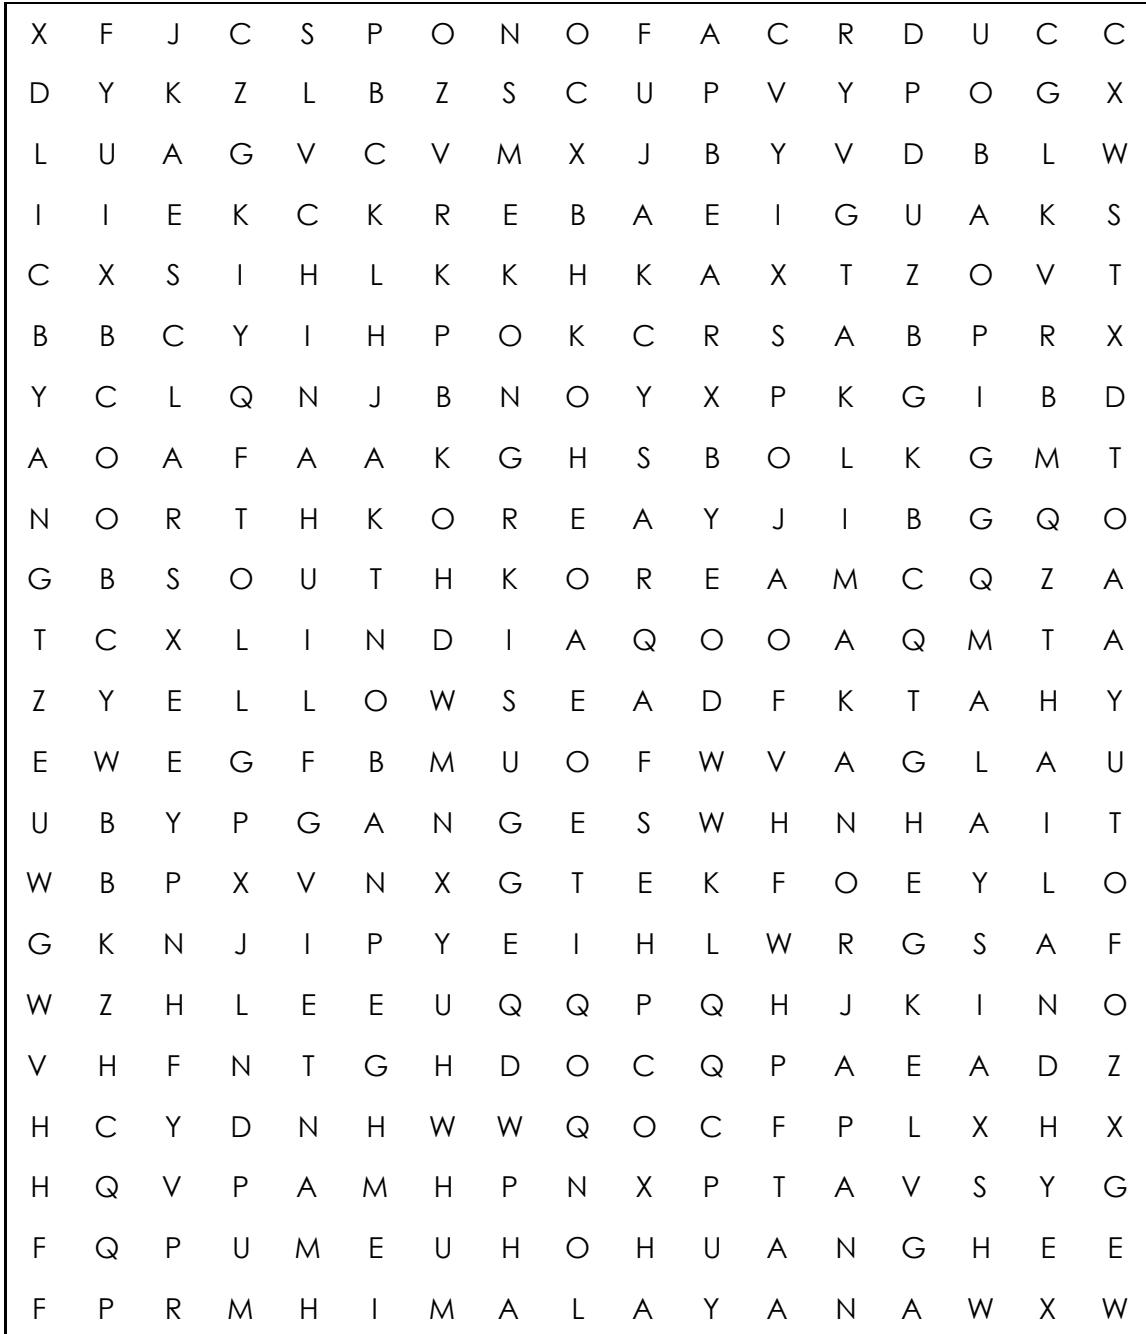 X F J C S P O N O F A C R D U C C
D Y K Z L B Z S C U P V Y P O G X
L U A G V C V M X J B Y V D B L W
I I E K C K R E B A E I G U A K S
C X S I H L K K H K A X T Z O V T
B B C Y I H P O K C R S A B P R X
Y C L Q N J B N O Y X P K G I B D
A O A F A A K G H S B O L K G M T
N O R T H K O R E A Y J I B G Q O
G B S O U T H K O R E A M C Q Z A
T C X L I N D I A Q O O A Q M T A
Z Y E L L O W S E A D F K T A H Y
E W E G F B M U O F W V A G L A U
U B Y P G A N G E S W H N H A I T
W B P X V N X G T E K F O E Y L O
G K N J I P Y E I H L W R G S A F
W Z H L E E U Q Q P Q H J K I N O
V H F N T G H D O C Q P A E A D Z
H C Y D N H W W Q O C F P L X H X
H Q V P A M H P N X P T A V S Y G
F Q P U M E U H O H U A N G H E E
F P R M H I M A L A Y A N A W X W